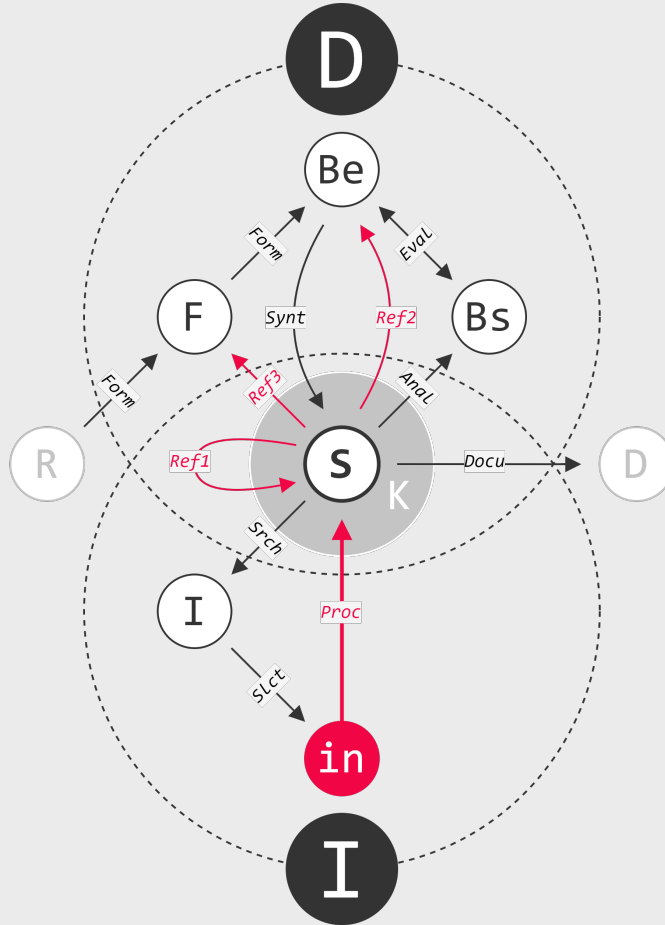 D
Be
Form
Eval
F
Synt
Ref2
Bs
Form
Ref3
Anal
R
Ref1
S
Docu
D
K
Srch
I
Proc
Slct
in
I